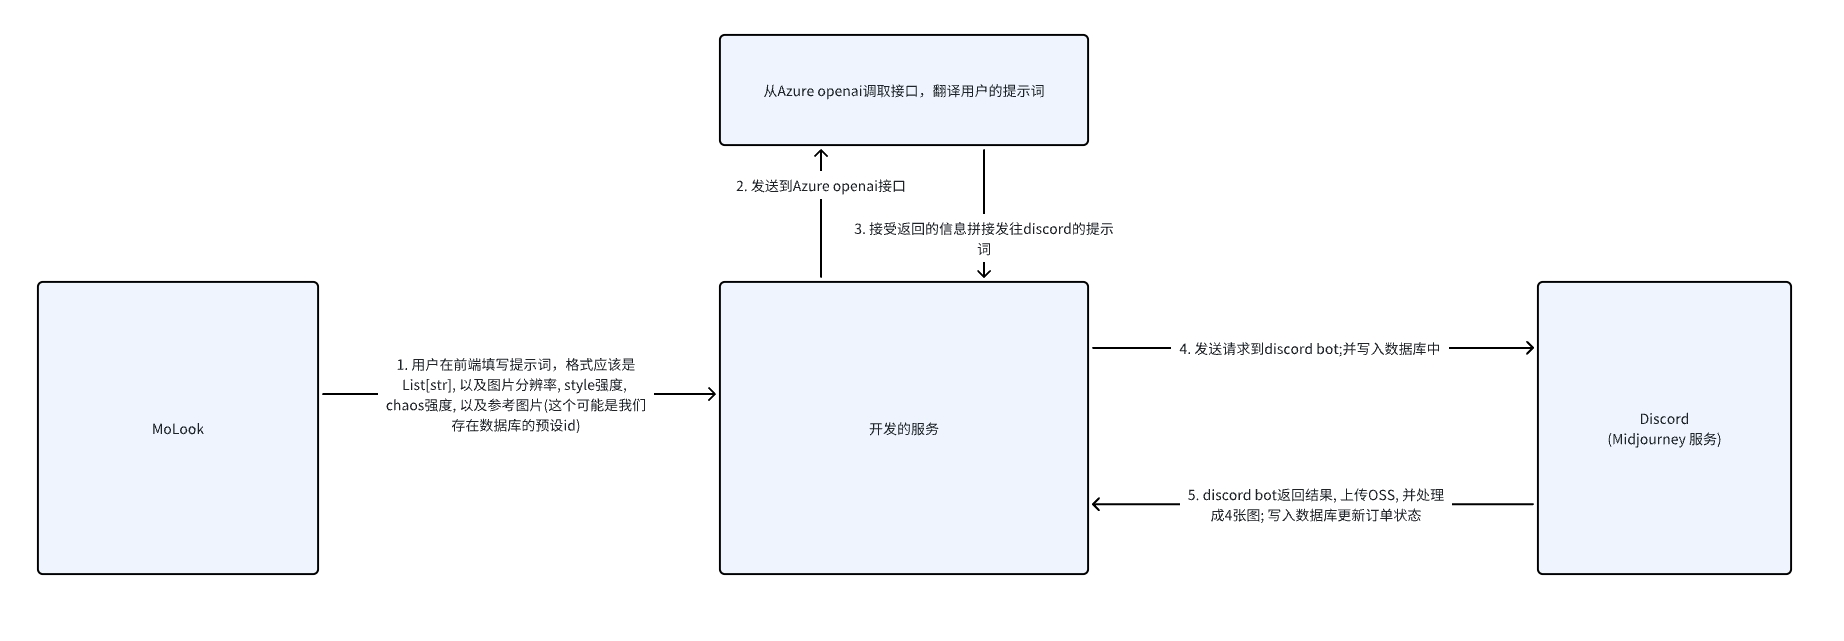 从Azure openai调取接口，翻译用户的提示词
2. 发送到Azure openai接口
3. 接受返回的信息拼接发往discord的提示
词
MoLook
1. 用户在前端填写提示词，格式应该是
List[str], 以及图片分辨率, style强度,
chaos强度, 以及参考图片(这个可能是我们
存在数据库的预设id)
开发的服务
4. 发送请求到discord bot;并写入数据库中
5. discord bot返回结果, 上传OSS, 并处理
成4张图; 写入数据库更新订单状态
Discord
(Midjourney 服务)